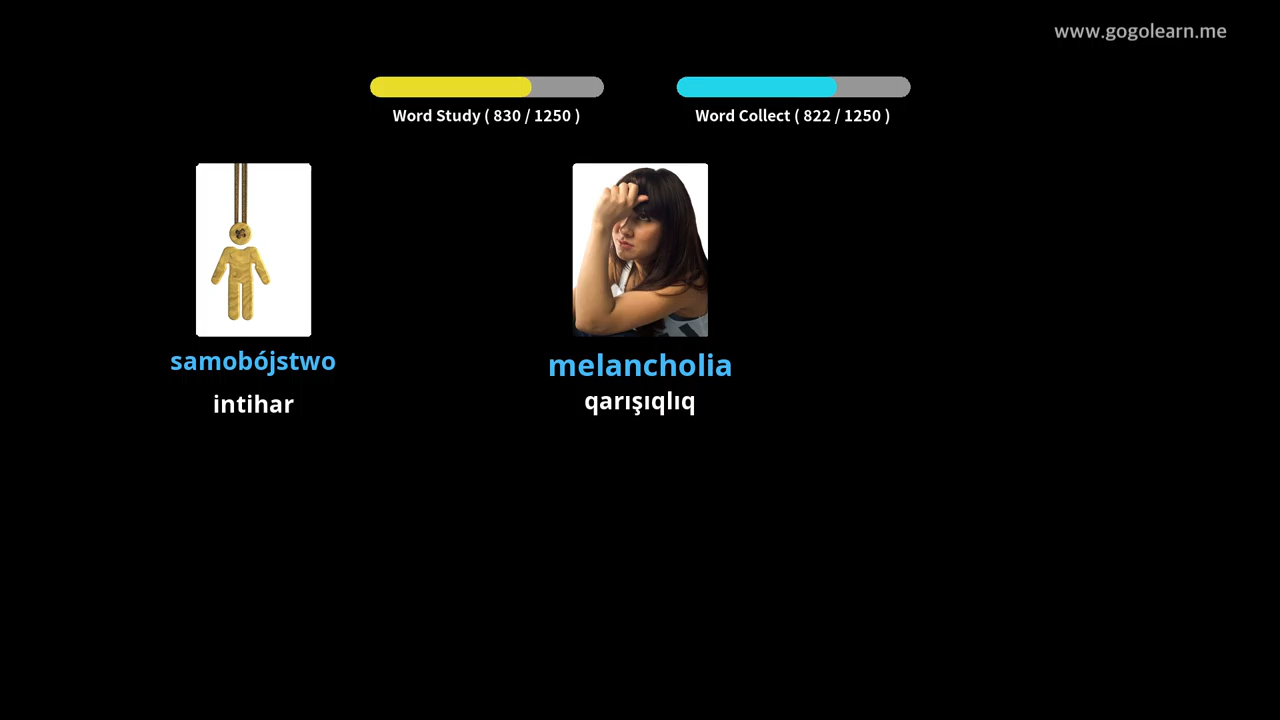 www.gogolearn.me
Word Study ( 830 / 1250 )
Word Collect ( 822 / 1250 )
samobójstwo
intihar
melancholia
qarışıqlıq